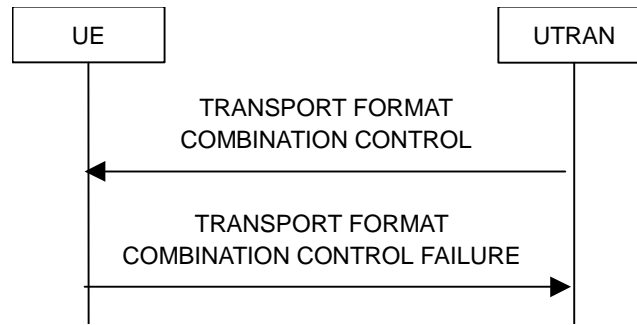 UE
UTRAN
TRANSPORT FORMAT
COMBINATION CONTROL
TRANSPORT FORMAT
COMBINATION CONTROL FAILURE